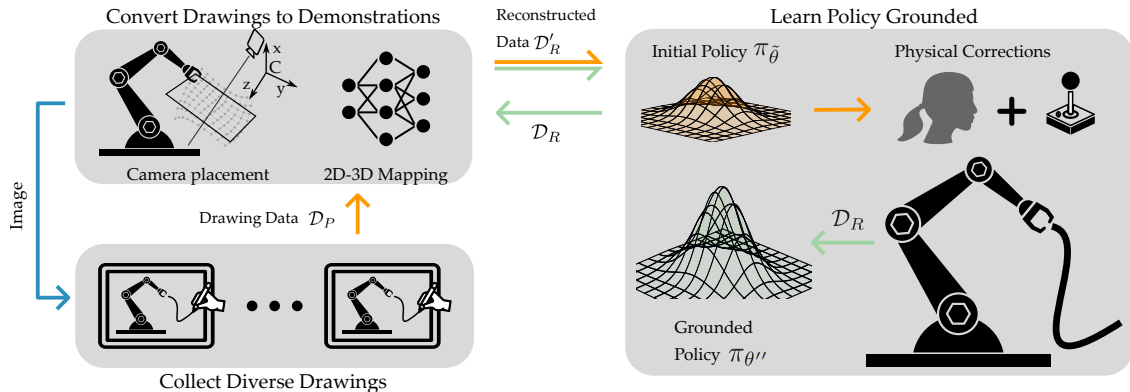 Convert Drawings to Demonstrations
x
C
z
y
Camera placement
2D-3D Mapping
Image
Drawing Data 𝒟_P
Collect Diverse Drawings
Reconstructed
Data 𝒟′_R
𝒟_R
Learn Policy Grounded
Initial Policy π_θ̃
Physical Corrections
𝒟_R
Grounded
Policy π_θ′′